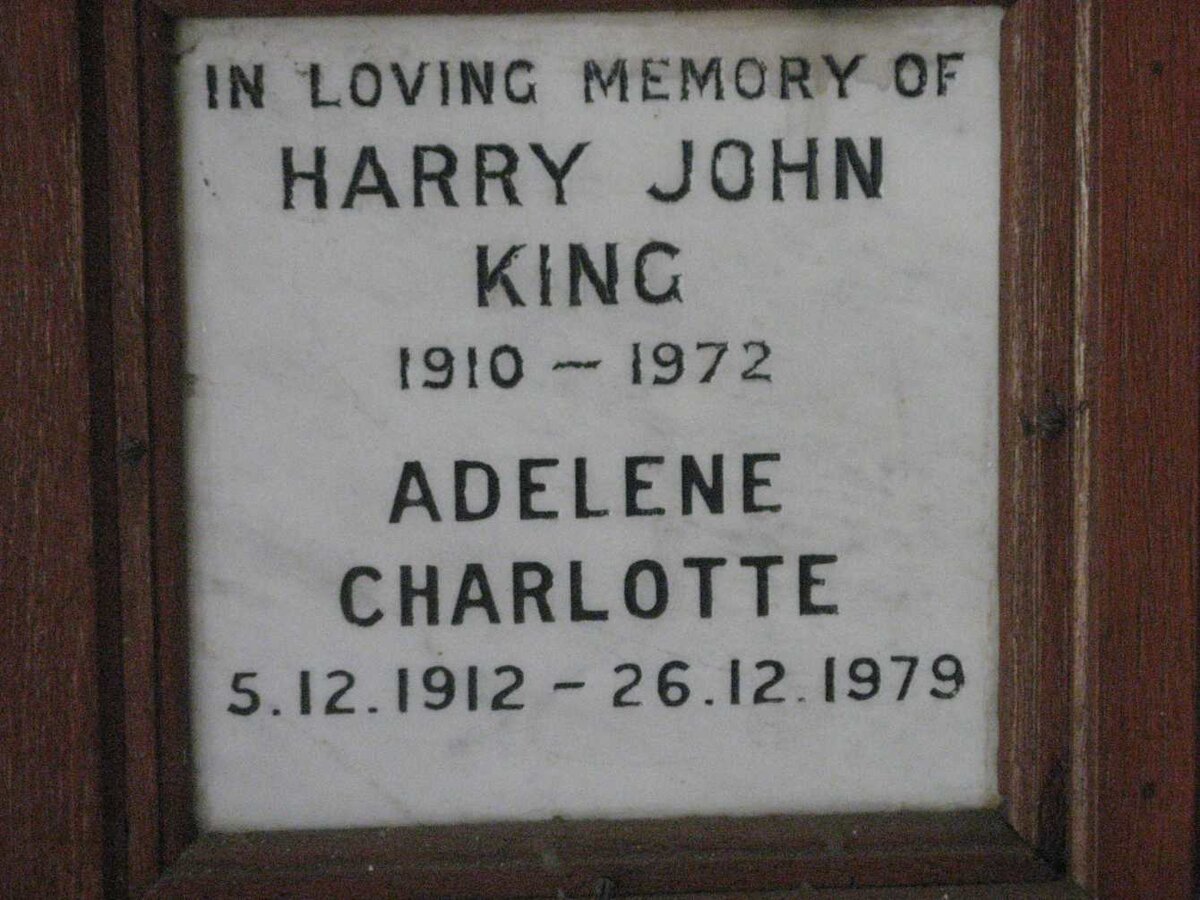 IN LOVING MEMORY OF
HARRY JOHN
KING
1910 ~ 1972
ADELENE
CHARLOTTE
5.12.1912 - 26.12.1979